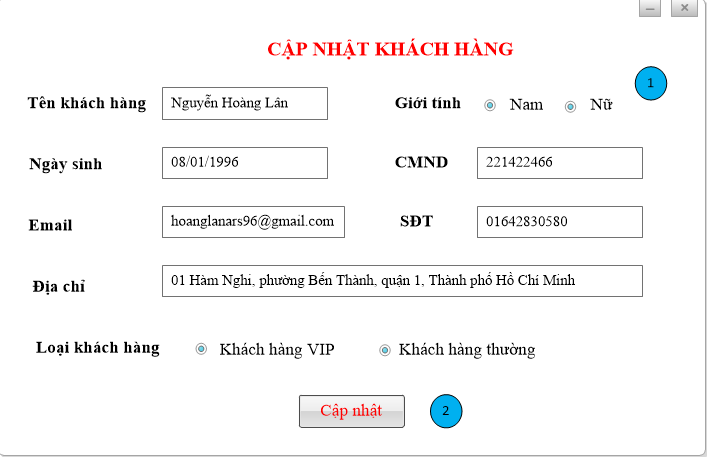 CẬP NHẬT KHÁCH HÀNG
1
Tên khách hàng Nguyễn Hoàng Lân Giới tính Nam Nữ
Ngày sinh 08/01/1996 CMND 221422466
Email hoanglanars96@gmail.com SĐT 01642830580
Địa chỉ 01 Hàm Nghi, phường Bến Thành, quận 1, Thành phố Hồ Chí Minh
Loại khách hàng Khách hàng VIP Khách hàng thường
Cập nhật 2